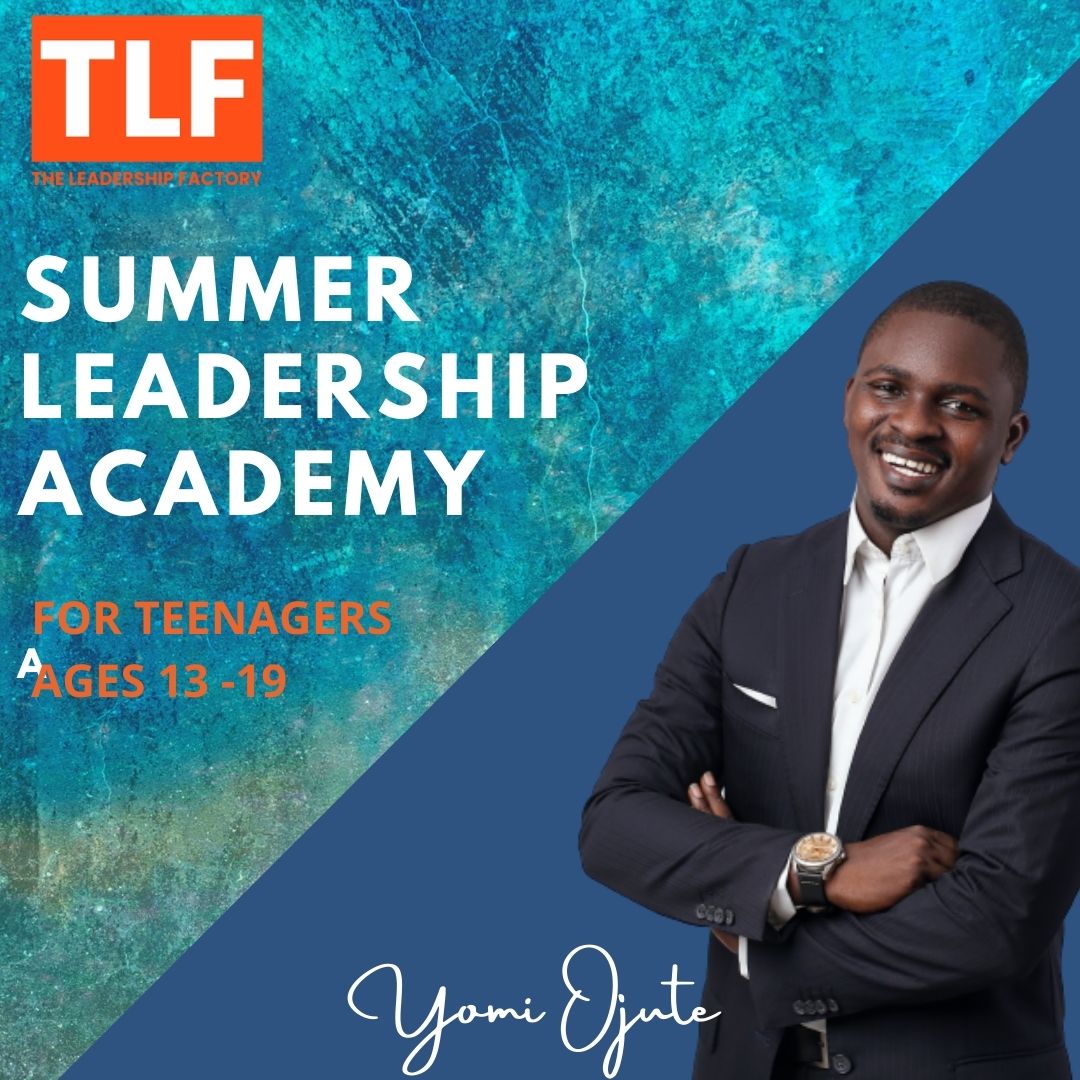 TLF
THE LEADERSHIP FACTORY
SUMMER
LEADERSHIP
ACADEMY
FOR TEENAGERS
A
AGES 13 -19
Yomi Ojute